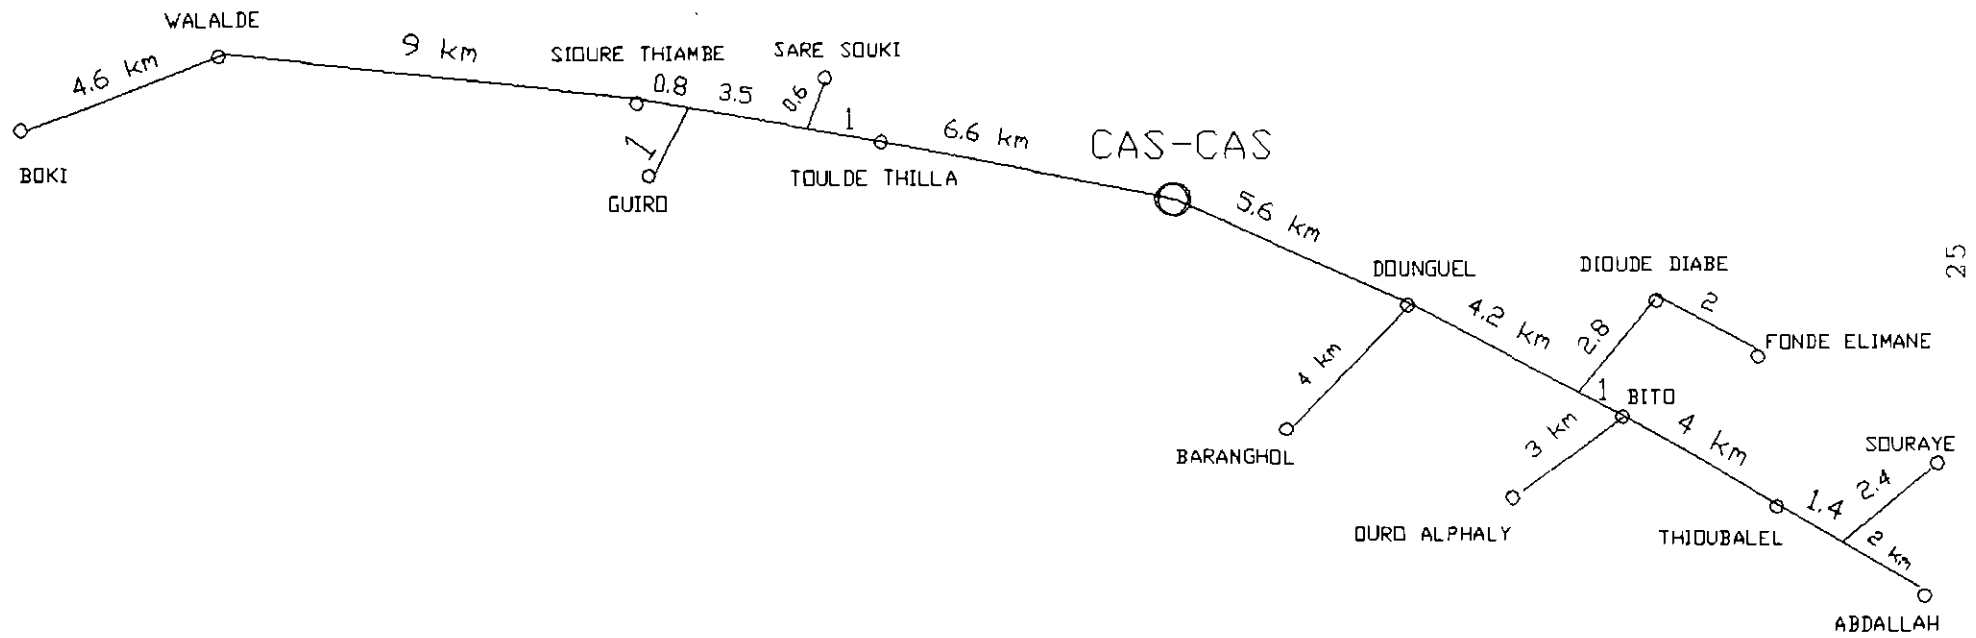 WALALDE
9 km
4.6 km
SIOURE THIAMBE
SARE SOUKI
0.8
3.5
0.6
1
6.6 km
CAS-CAS
BOKI
1
GUIRO
TOULDE THILLA
5.6 km
DOUNGUEL
DIOUDE DIABE
25
4.2 km
2
2.8
FONDE ELIMANE
4 km
1
BITO
BARANGHOL
3 km
4 km
SOURAYE
OURO ALPHALY
THIOUBALEL
1.4
2.4
2 km
ABDALLAH